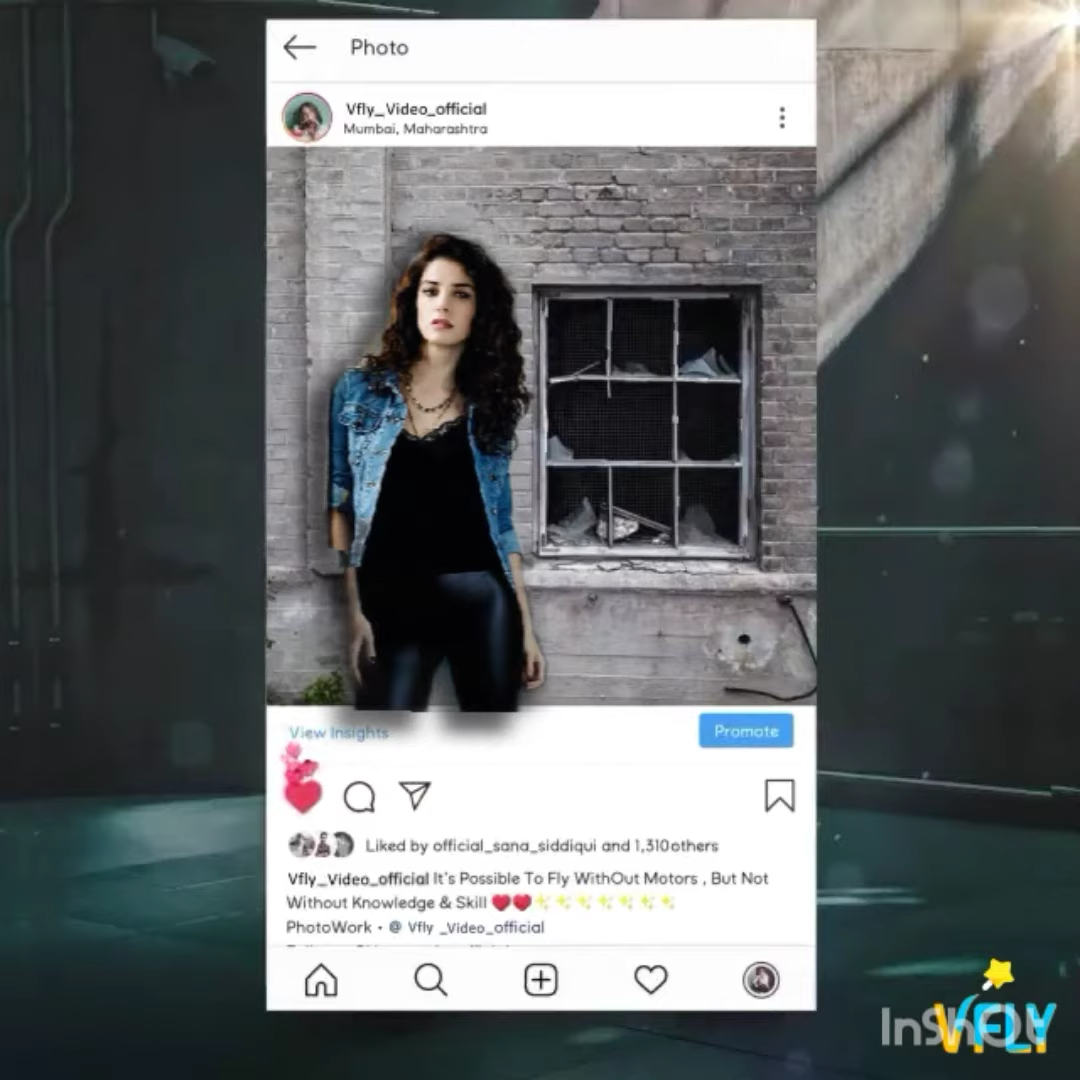 Photo
Vfly_Video_official
Mumbai, Maharashtra
View Insights
Promote
Liked by official_sana_siddiqui and 1,310others
Vfly_Video_official It's Possible To Fly WithOut Motors , But Not
Without Knowledge & Skill ❤️❤️✨✨✨✨✨✨✨
PhotoWork • @ Vfly _Video_official
InShOt
VFLY